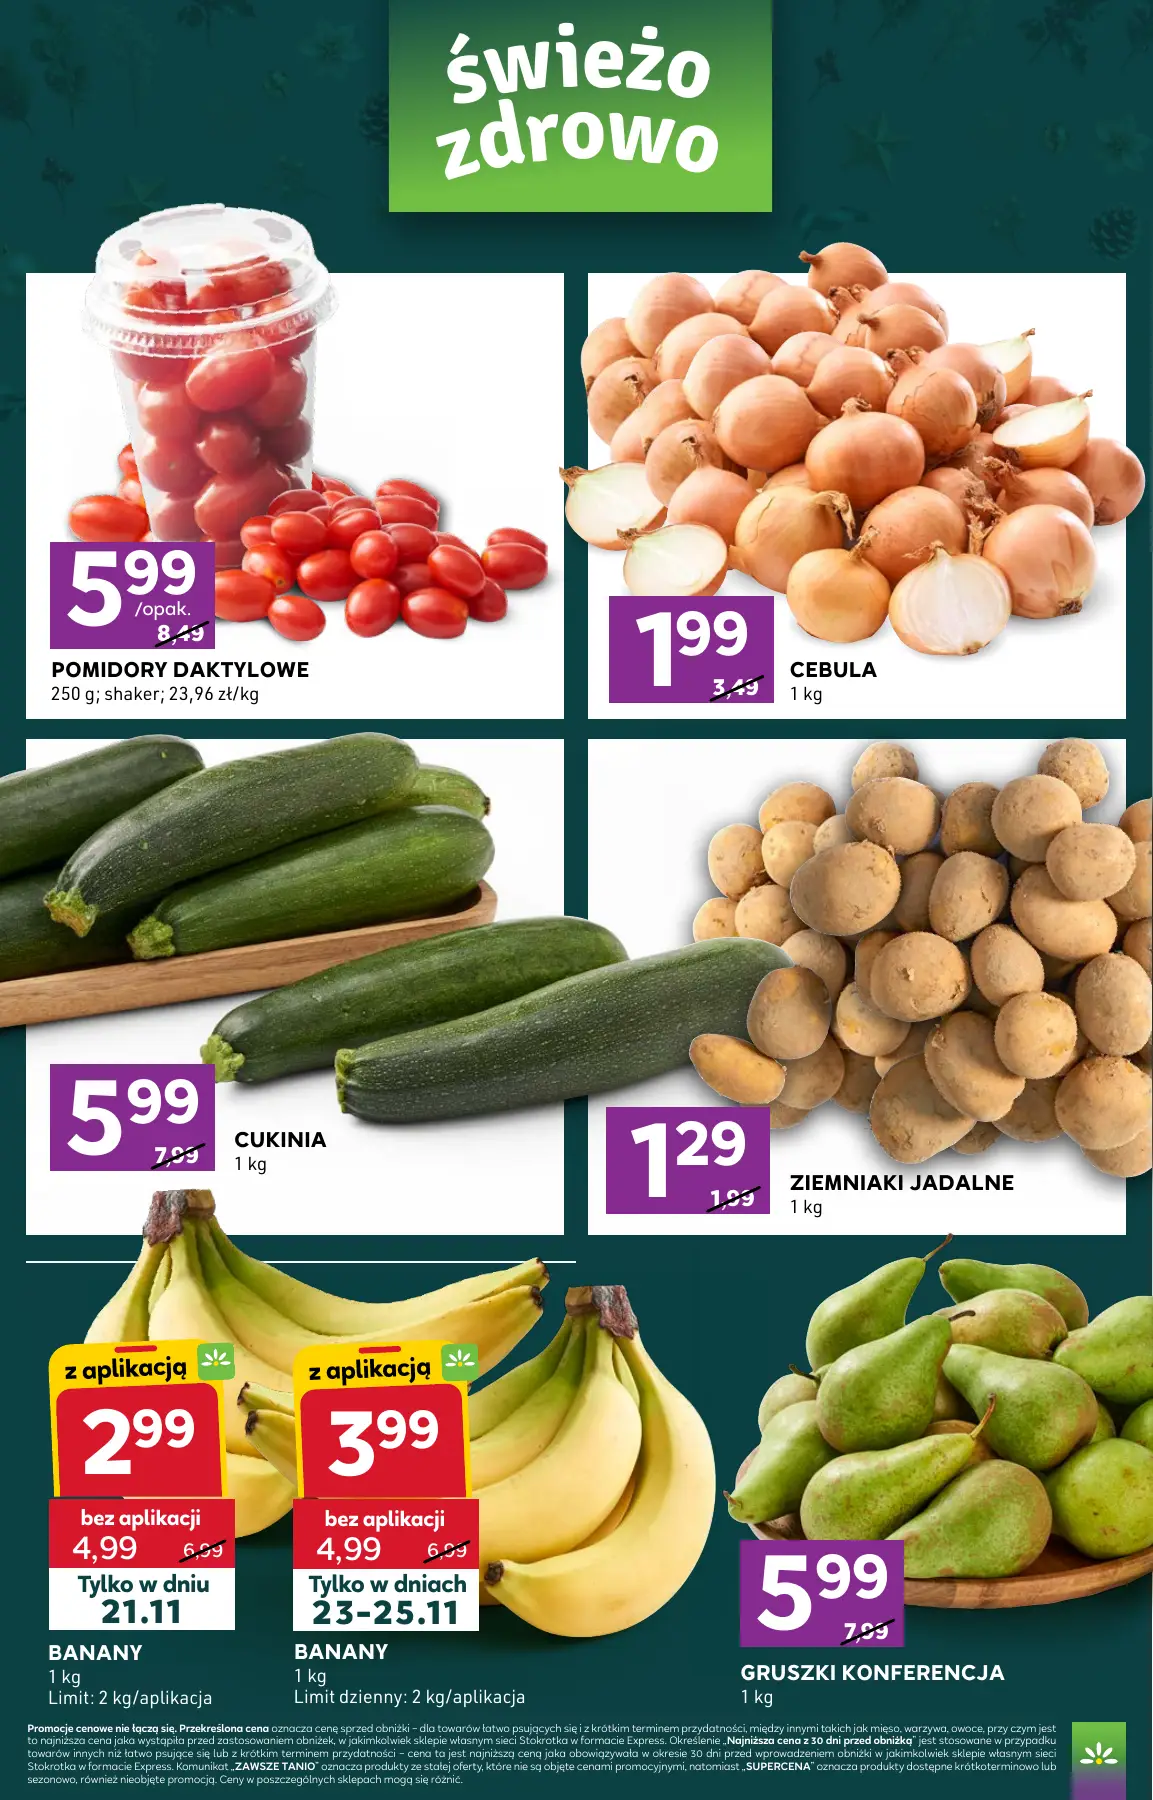 świeżo
zdrowo
5 99
/opak.
8,49
POMIDORY DAKTYLOWE
250 g; shaker; 23,96 zł/kg
1 99
3,49
CEBULA
1 kg
5 99
7,99
CUKINIA
1 kg
1 29
1,99
ZIEMNIAKI JADALNE
1 kg
z aplikacją
2 99
bez aplikacji
4,99 6,99
Tylko w dniu
21.11
BANANY
1 kg
Limit: 2 kg/aplikacja
z aplikacją
3 99
bez aplikacji
4,99 6,99
Tylko w dniach
23-25.11
BANANY
1 kg
Limit dzienny: 2 kg/aplikacja
5 99
7,99
GRUSZKI KONFERENCJA
1 kg
Promocje cenowe nie łączą się. Przekreślona cena oznacza cenę sprzed obniżki – dla towarów łatwo psujących się i z krótkim terminem przydatności, między innymi takich jak mięso, warzywa, owoce, przy czym jest
to najniższa cena jaka wystąpiła przed zastosowaniem obniżek, w jakimkolwiek sklepie własnym sieci Stokrotka w formacie Express. Określenie „Najniższa cena z 30 dni przed obniżką” jest stosowane w przypadku
towarów innych niż łatwo psujące się lub z krótkim terminem przydatności – cena ta jest najniższą ceną jaka obowiązywała w okresie 30 dni przed wprowadzeniem obniżki w jakimkolwiek sklepie własnym sieci
Stokrotka w formacie Express. Komunikat „ZAWSZE TANIO” oznacza produkty ze stałej oferty, które nie są objęte cenami promocyjnymi, natomiast „SUPERCENA” oznacza produkty dostępne krótkoterminowo lub
sezonowo, również nieobjęte promocją. Ceny w poszczególnych sklepach mogą się różnić.